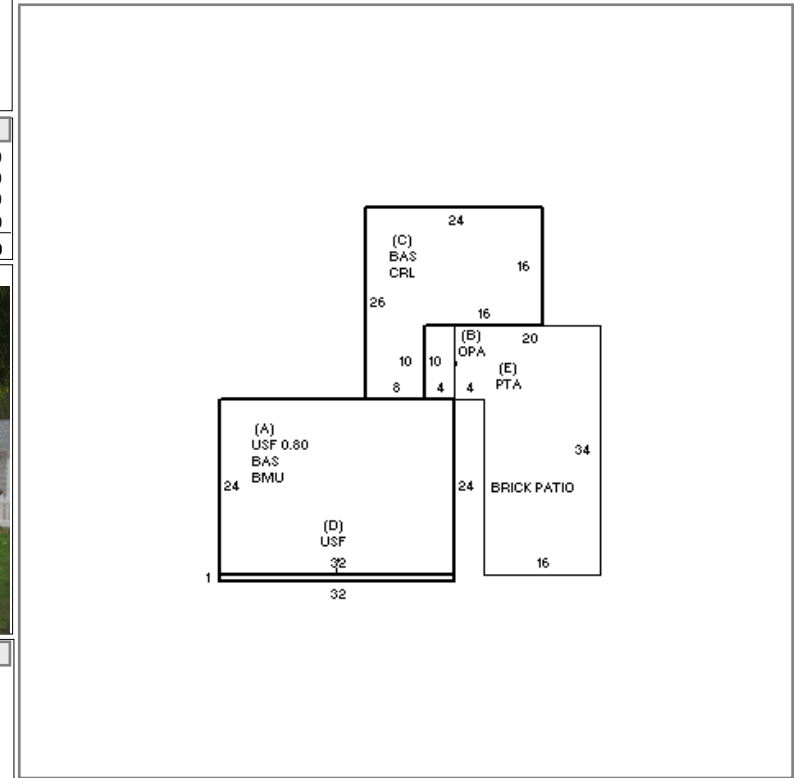 24
(C)
BAS
CRL
16
26
16
(B)
OPA
20
10
10
(E)
PTA
8
4
4
(A)
USF 0.80
BAS
BMU
34
24
24
BRICK PATIO
(D)
USF
32
16
1
32